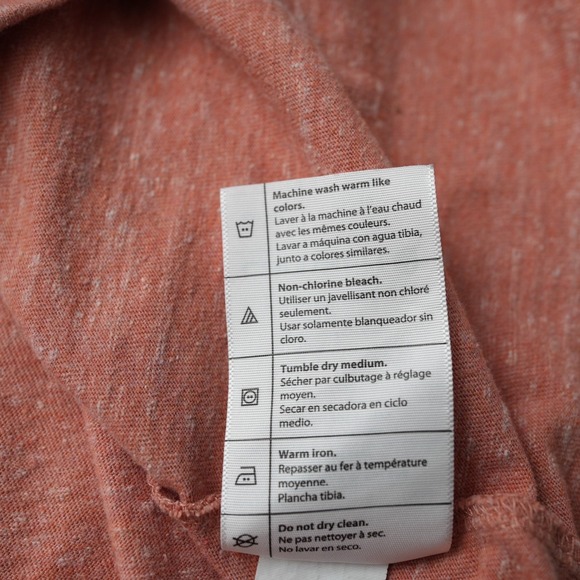 Machine wash warm like
colors.
Laver à la machine à l'eau chaud
avec les mêmes couleurs.
Lavar a máquina con agua tibia,
junto a colores similares.
Non-chlorine bleach.
Utiliser un javellisant non chloré
seulement.
Usar solamente blanqueador sin
cloro.
Tumble dry medium.
Sécher par culbutage à réglage
moyen.
Secar en secadora en ciclo
medio.
Warm iron.
Repasser au fer à température
moyenne.
Plancha tibia.
Do not dry clean.
Ne pas nettoyer à sec.
No lavar en seco.